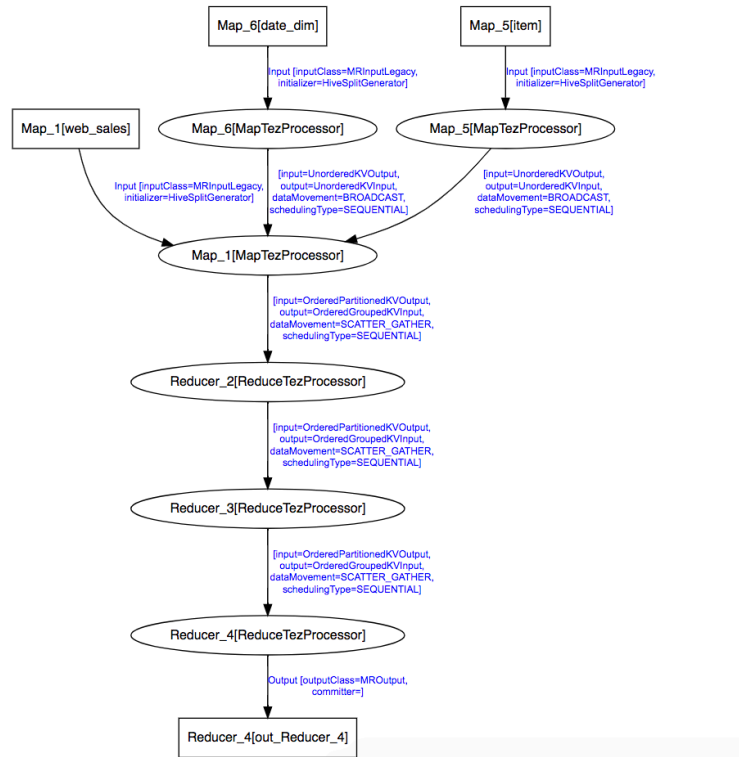 Map_6[date_dim]
Map_5[item]
Input [inputClass=MRInputLegacy,
initializer=HiveSplitGenerator]
Input [inputClass=MRInputLegacy,
initializer=HiveSplitGenerator]
Map_1[web_sales]
Map_6[MapTezProcessor]
Map_5[MapTezProcessor]
Input [inputClass=MRInputLegacy,
initializer=HiveSplitGenerator]
[input=UnorderedKVOutput,
output=UnorderedKVInput,
dataMovement=BROADCAST,
schedulingType=SEQUENTIAL]
[input=UnorderedKVOutput,
output=UnorderedKVInput,
dataMovement=BROADCAST,
schedulingType=SEQUENTIAL]
Map_1[MapTezProcessor]
[input=OrderedPartitionedKVOutput,
output=OrderedGroupedKVInput,
dataMovement=SCATTER_GATHER,
schedulingType=SEQUENTIAL]
Reducer_2[ReduceTezProcessor]
[input=OrderedPartitionedKVOutput,
output=OrderedGroupedKVInput,
dataMovement=SCATTER_GATHER,
schedulingType=SEQUENTIAL]
Reducer_3[ReduceTezProcessor]
[input=OrderedPartitionedKVOutput,
output=OrderedGroupedKVInput,
dataMovement=SCATTER_GATHER,
schedulingType=SEQUENTIAL]
Reducer_4[ReduceTezProcessor]
Output [outputClass=MROutput,
committer=]
Reducer_4[out_Reducer_4]